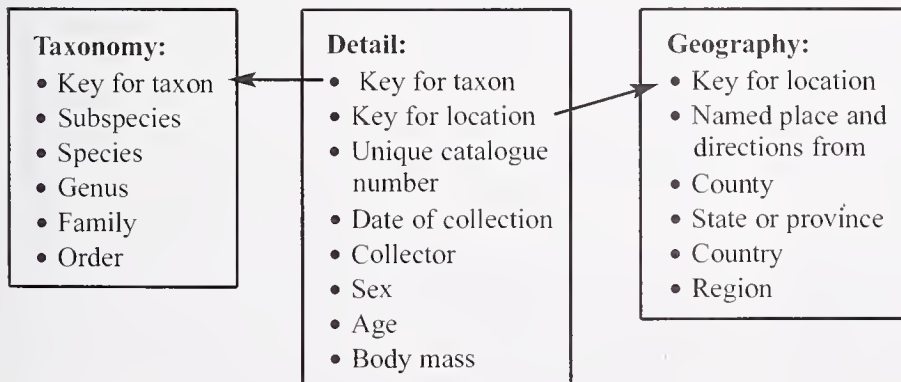 Taxonomy:
• Key for taxon
• Subspecies
• Species
• Genus
• Family
• Order
Detail:
• Key for taxon
• Key for location
• Unique catalogue
number
• Date of collection
• Collector
• Sex
• Age
• Body mass
Geography:
• Key for location
• Named place and
directions from
• County
• State or province
• Country
• Region